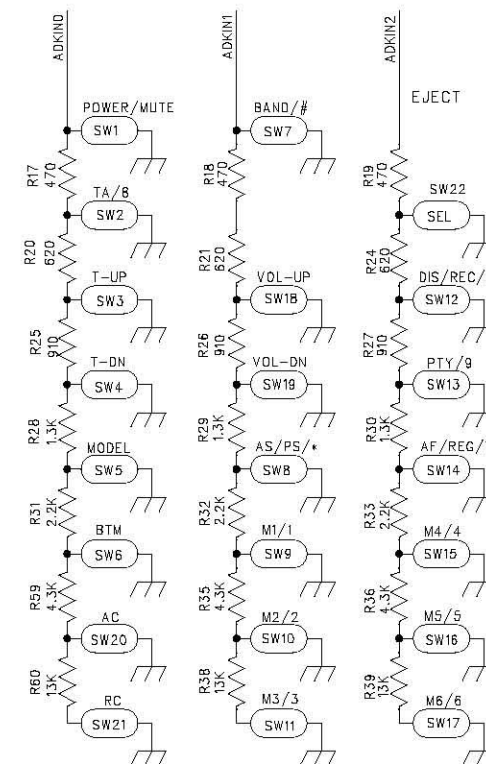 ADKIN0
POWER/MUTE
SW1
R17
470
TA/8
SW2
R20
620
T-UP
SW3
R25
910
T-DN
SW4
R28
1.3K
MODEL
SW5
R31
2.2K
BTM
SW6
R59
4.3K
AC
SW20
R60
13K
RC
SW21
ADKIN1
BAND/#
SW7
R18
470
R21
620
VOL-UP
SW18
R26
910
VOL-DN
SW19
R29
1.3K
AS/PS/*
SW8
R32
2.2K
M1/1
SW9
R35
4.3K
M2/2
SW10
R38
13K
M3/3
SW11
ADKIN2
EJECT
R19
470
SW22
SEL
R24
620
DIS/REC/
SW12
R27
910
PTY/9
SW13
R30
1.3K
AF/REG/
SW14
R33
2.2K
M4/4
SW15
R36
4.3K
M5/5
SW16
R39
13K
M6/6
SW17